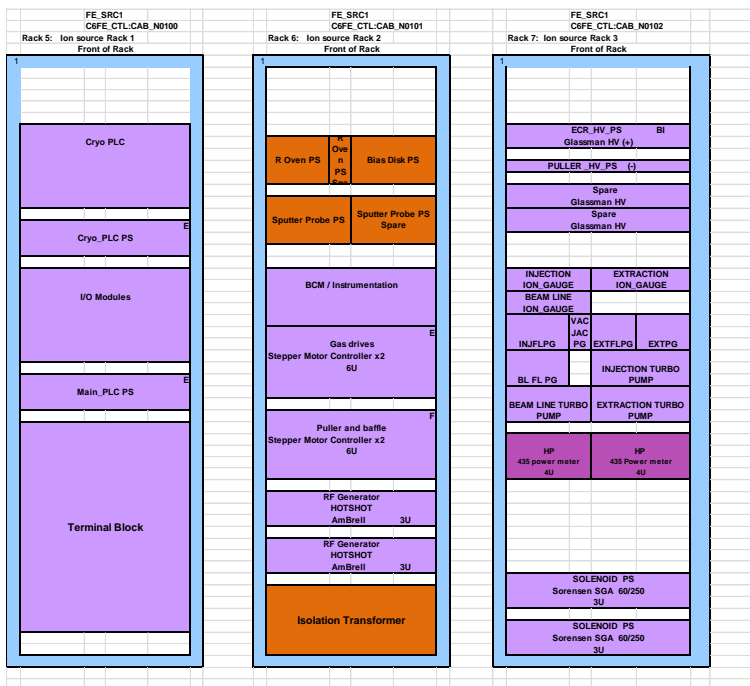 FE_SRC1
C6FE_CTL:CAB_N0100
Rack 5: Ion source Rack 1
Front of Rack
1
Cryo PLC
E
Cryo_PLC PS
I/O Modules
E
Main_PLC PS
Terminal Block
FE_SRC1
C6FE_CTL:CAB_N0101
Rack 6: Ion source Rack 2
Front of Rack
1
R Oven PS
R
Ove
n
PS
Bias Disk PS
Sputter Probe PS
Sputter Probe PS
Spare
BCM / Instrumentation
E
Gas drives
Stepper Motor Controller x2
6U
F
Puller and baffle
Stepper Motor Controller x2
6U
RF Generator
HOTSHOT
AmBrell 3U
RF Generator
HOTSHOT
AmBrell 3U
Isolation Transformer
FE_SRC1
C6FE_CTL:CAB_N0102
Rack 7: Ion source Rack 3
Front of Rack
1
ECR_HV_PS BI
Glassman HV (+)
PULLER _HV_PS (-)
Spare
Glassman HV
Spare
Glassman HV
INJECTION
ION_GAUGE
EXTRACTION
ION_GAUGE
BEAM LINE
ION_GAUGE
INJFLPG
VAC
JAC
PG
EXTFLPG
EXTPG
BL FL PG
INJECTION TURBO
PUMP
BEAM LINE TURBO
PUMP
EXTRACTION TURBO
PUMP
HP
435 power meter
4U
HP
435 Power meter
4U
SOLENOID PS
Sorensen SGA 60/250
3U
SOLENOID PS
Sorensen SGA 60/250
3U